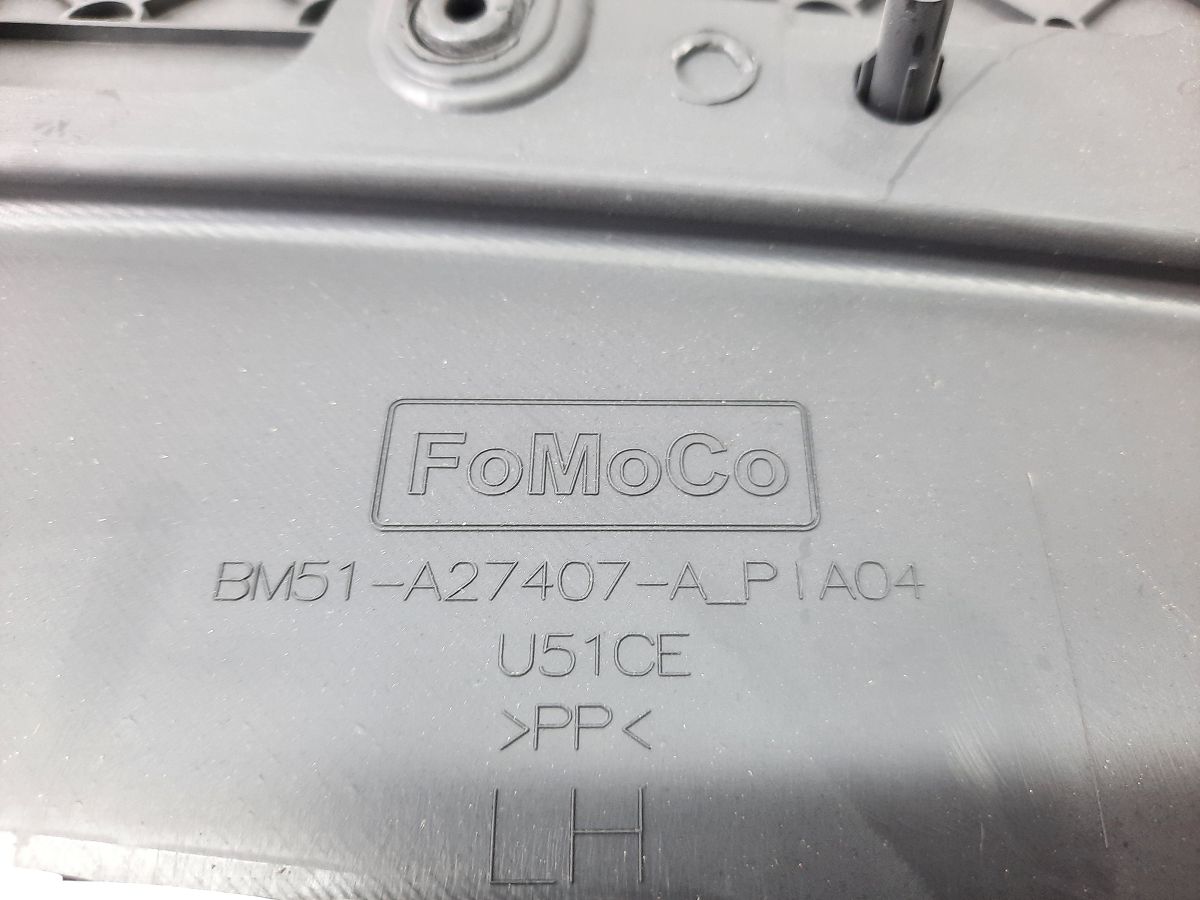 FoMoCo
BM51-A27407-A_PIA04
U51CE
>PP<
LH